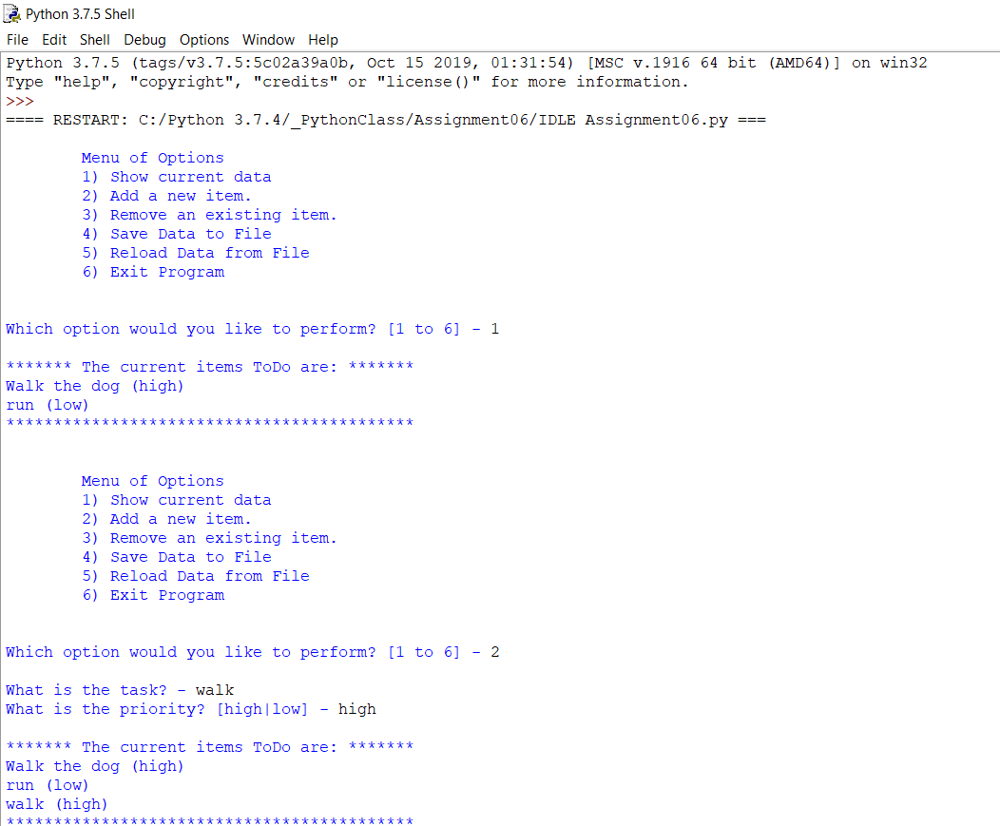 Python 3.7.5 Shell
File Edit Shell Debug Options Window Help
Python 3.7.5 (tags/v3.7.5:5c02a39a0b, Oct 15 2019, 01:31:54) [MSC v.1916 64 bit (AMD64)] on win32
Type "help", "copyright", "credits" or "license()" for more information.
>>>
==== RESTART: C:/Python 3.7.4/_PythonClass/Assignment06/IDLE Assignment06.py ===
Menu of Options
1) Show current data
2) Add a new item.
3) Remove an existing item.
4) Save Data to File
5) Reload Data from File
6) Exit Program
Which option would you like to perform? [1 to 6] - 1
******* The current items ToDo are: *******
Walk the dog (high)
run (low)
*******************************************
Menu of Options
1) Show current data
2) Add a new item.
3) Remove an existing item.
4) Save Data to File
5) Reload Data from File
6) Exit Program
Which option would you like to perform? [1 to 6] - 2
What is the task? - walk
What is the priority? [high|low] - high
******* The current items ToDo are: *******
Walk the dog (high)
run (low)
walk (high)
*******************************************